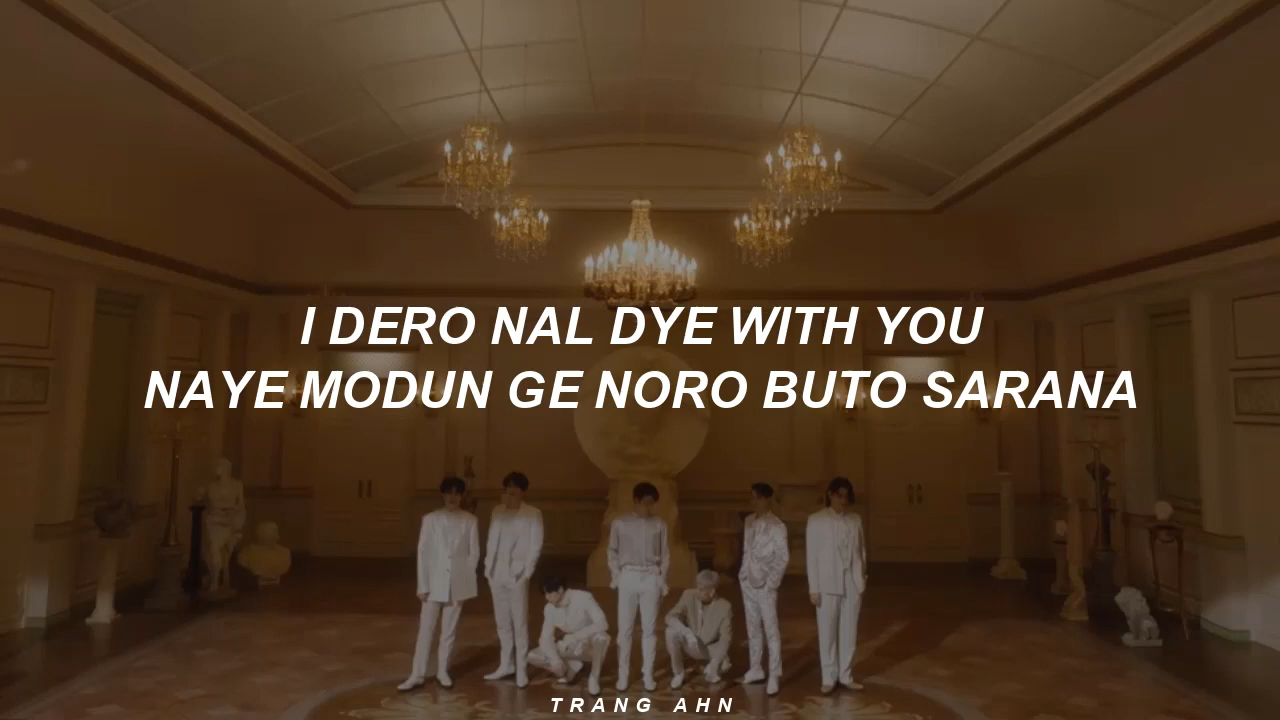 I DERO NAL DYE WITH YOU
NAYE MODUN GE NORO BUTO SARANA
TRANG AHN